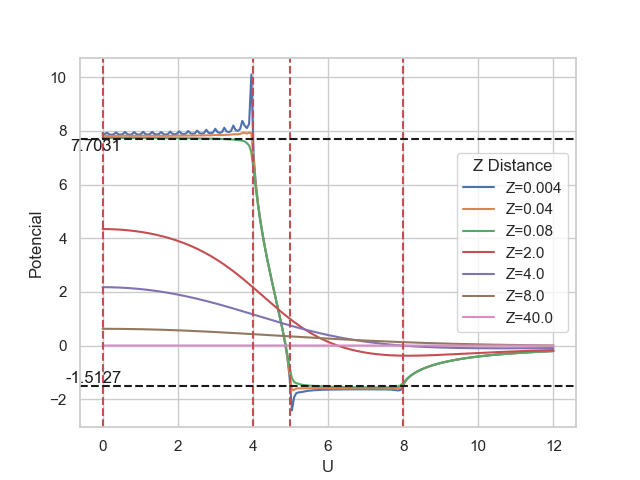 10
8
7.7031
6
4
2
0
-1.5127
−2
Potencial
Z Distance
Z=0.004
Z=0.04
Z=0.08
Z=2.0
Z=4.0
Z=8.0
Z=40.0
0 2 4 6 8 10 12
U